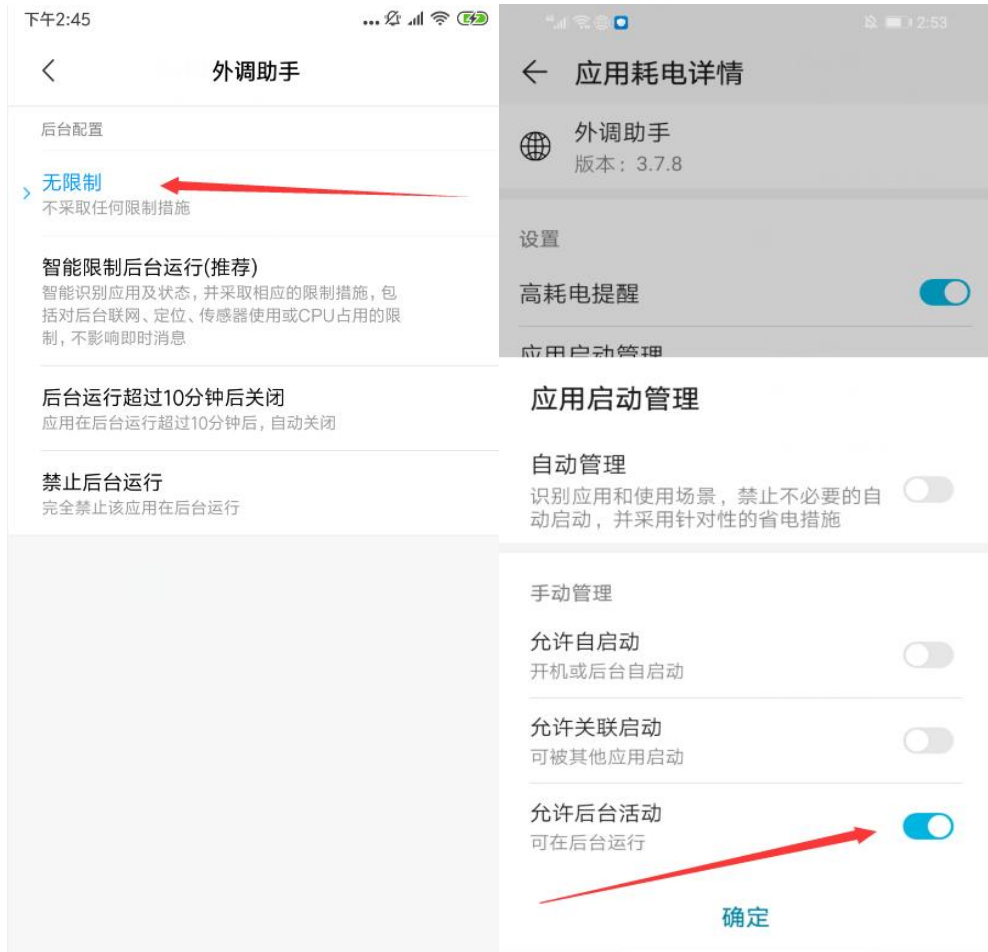 下午2:45
外调助手
后台配置
无限制
不采取任何限制措施
智能限制后台运行(推荐)
智能识别应用及状态，并采取相应的限制措施，包
括对后台联网、定位、传感器使用或CPU占用的限
制，不影响即时消息
后台运行超过10分钟后关闭
应用在后台运行超过10分钟后，自动关闭
禁止后台运行
完全禁止该应用在后台运行
2:53
应用耗电详情
外调助手
版本：3.7.8
设置
高耗电提醒
应用启动管理
应用启动管理
自动管理
识别应用和使用场景，禁止不必要的自
动启动，并采用针对性的省电措施
手动管理
允许自启动
开机或后台自启动
允许关联启动
可被其他应用启动
允许后台活动
可在后台运行
确定